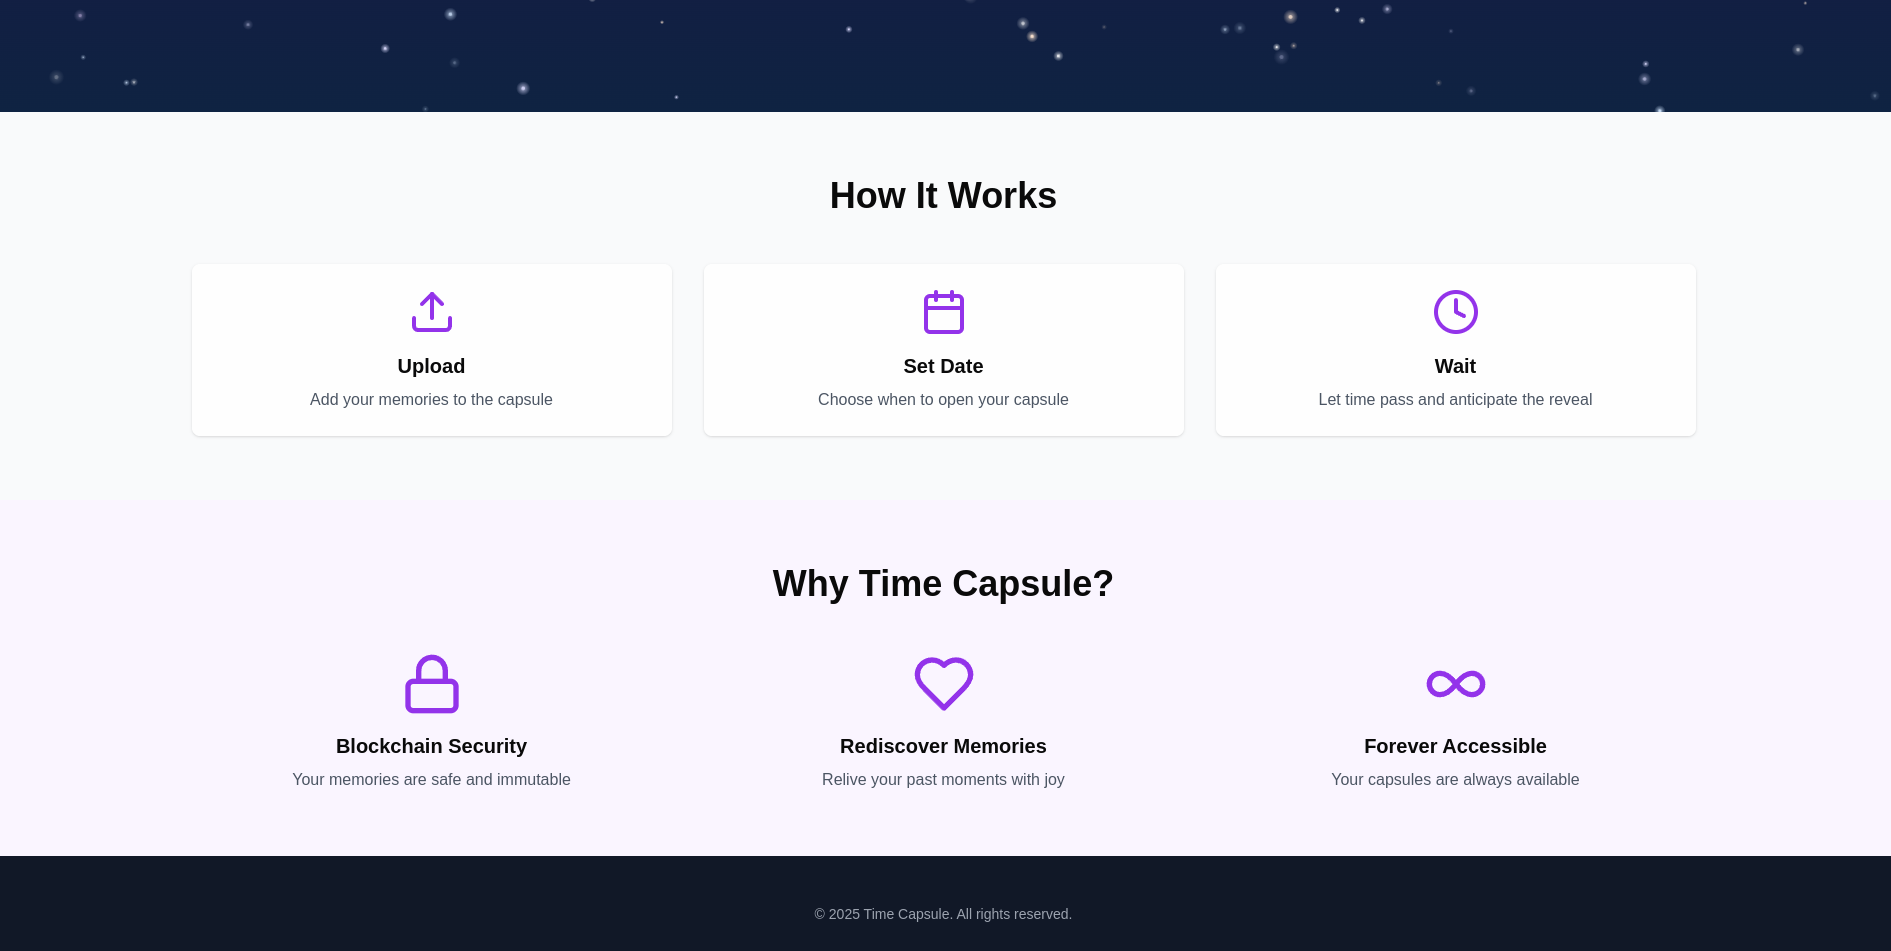 How It Works
Upload
Add your memories to the capsule
Set Date
Choose when to open your capsule
Wait
Let time pass and anticipate the reveal
Why Time Capsule?
Blockchain Security
Your memories are safe and immutable
Rediscover Memories
Relive your past moments with joy
Forever Accessible
Your capsules are always available
© 2025 Time Capsule. All rights reserved.